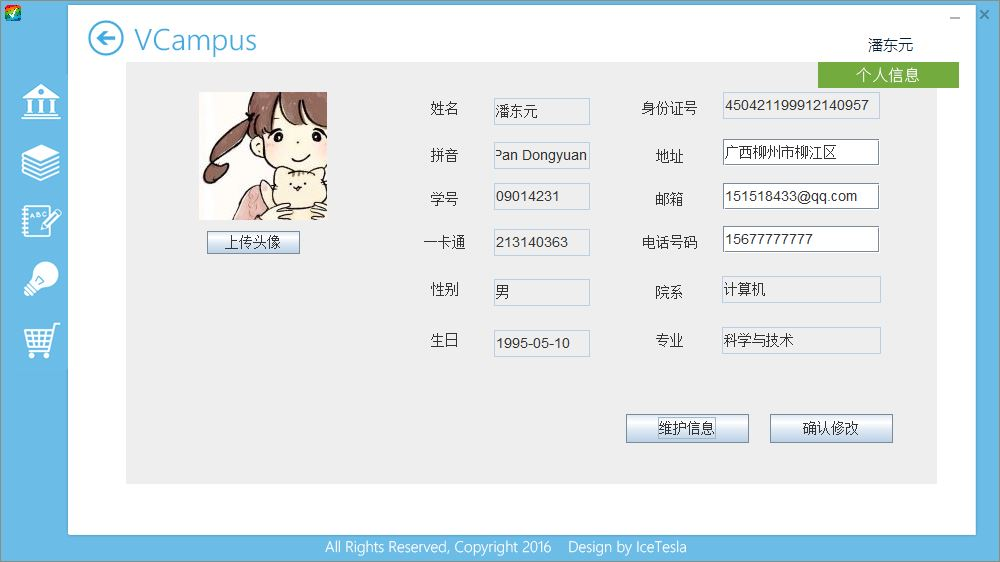 VCampus
潘东元
个人信息
姓名 潘东元 身份证号 450421199912140957
拼音 Pan Dongyuan 地址 广西柳州市柳江区
学号 09014231 邮箱 151518433@qq.com
一卡通 213140363 电话号码 15677777777
性别 男 院系 计算机
生日 1995-05-10 专业 科学与技术
上传头像
维护信息 确认修改
ABC
All Rights Reserved, Copyright 2016 Design by IceTesla